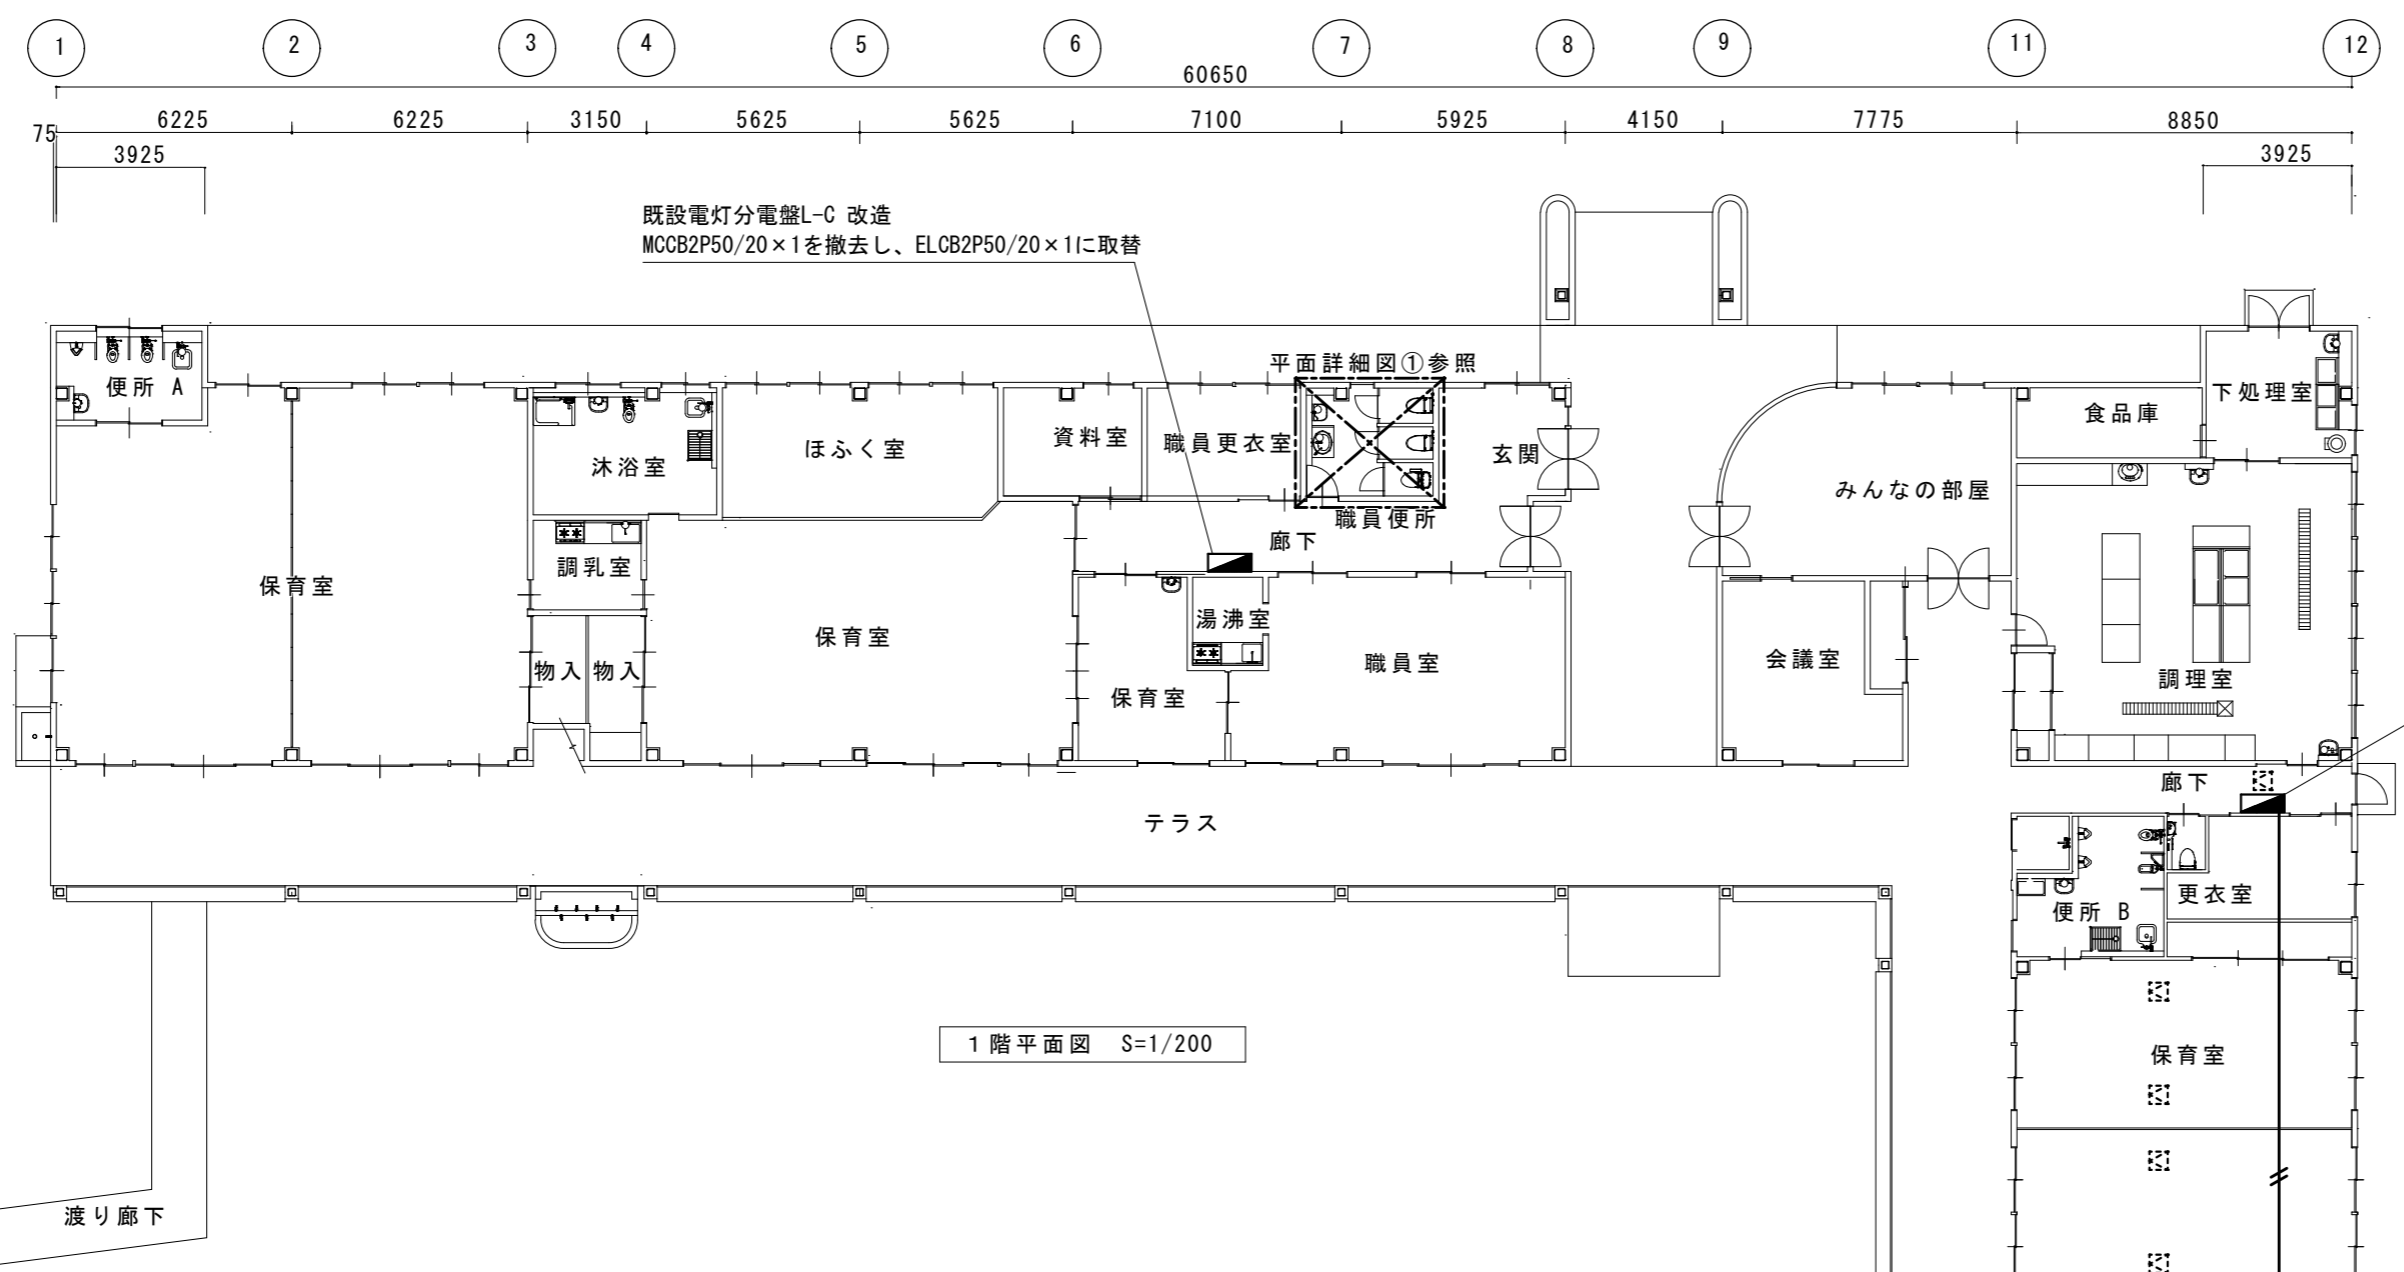 1 2 3 4 5 6 7 8 9 11 12
60650
75 6225 6225 3150 5625 5625 7100 5925 4150 7775 8850
3925 3925
既設電灯分電盤L-C 改造
MCCB2P50/20×1を撤去し、ELCB2P50/20×1に取替
平面詳細図①参照
便所 A
下処理室
食品庫
資料室
職員更衣室
ほふく室
玄関
沐浴室
みんなの部屋
職員便所
廊下
調乳室
保育室
湯沸室
保育室
職員室
会議室
物入 物入
調理室
保育室
廊下
テラス
更衣室
便所 B
1階平面図 S=1/200
保育室
渡り廊下